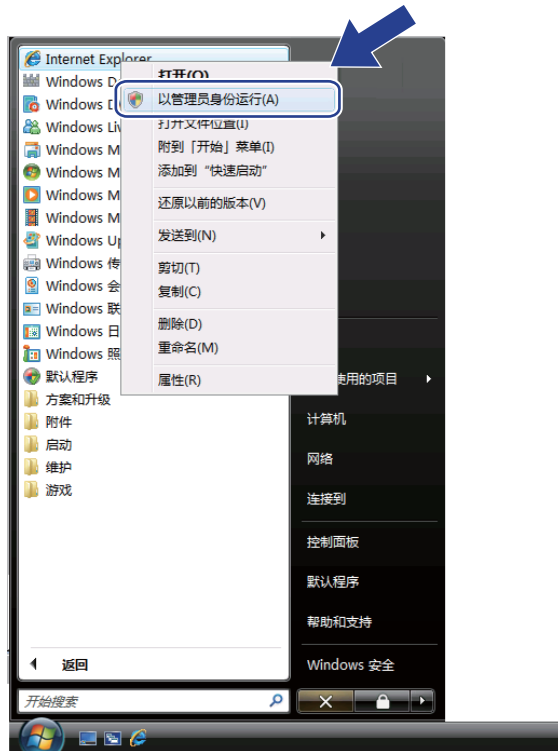 Internet Explorer
Windows D
Windows D
Windows Liv
Windows M
Windows M
Windows M
Windows M
Windows Up
Windows 传
Windows 会
Windows 联
Windows 日
Windows 照
默认程序
方案和升级
附件
启动
维护
游戏
返回
开始搜索
打开(O)
以管理员身份运行(A)
打开文件位置(I)
附到「开始」菜单(I)
添加到“快速启动”
还原以前的版本(V)
发送到(N)
剪切(T)
复制(C)
删除(D)
重命名(M)
属性(R)
使用的项目
计算机
网络
连接到
控制面板
默认程序
帮助和支持
Windows 安全